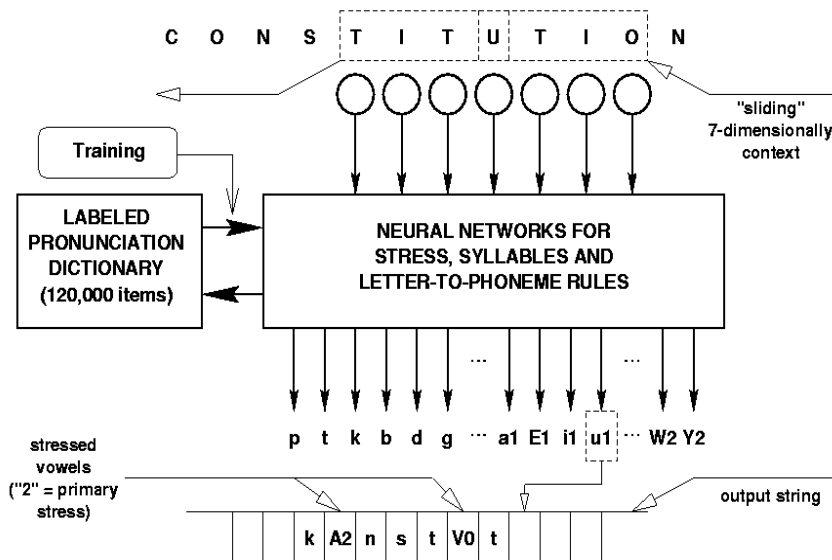 C O N S T I T U T I O N
"sliding"
7-dimensionally
context
Training
LABELED
PRONUNCIATION
DICTIONARY
(120,000 items)
NEURAL NETWORKS FOR
STRESS, SYLLABLES AND
LETTER-TO-PHONEME RULES
... ...
p t k b d g ... a1 E1 i1 u1 ... W2 Y2
stressed
vowels
("2" = primary
stress)
output string
k A2 n s t V0 t